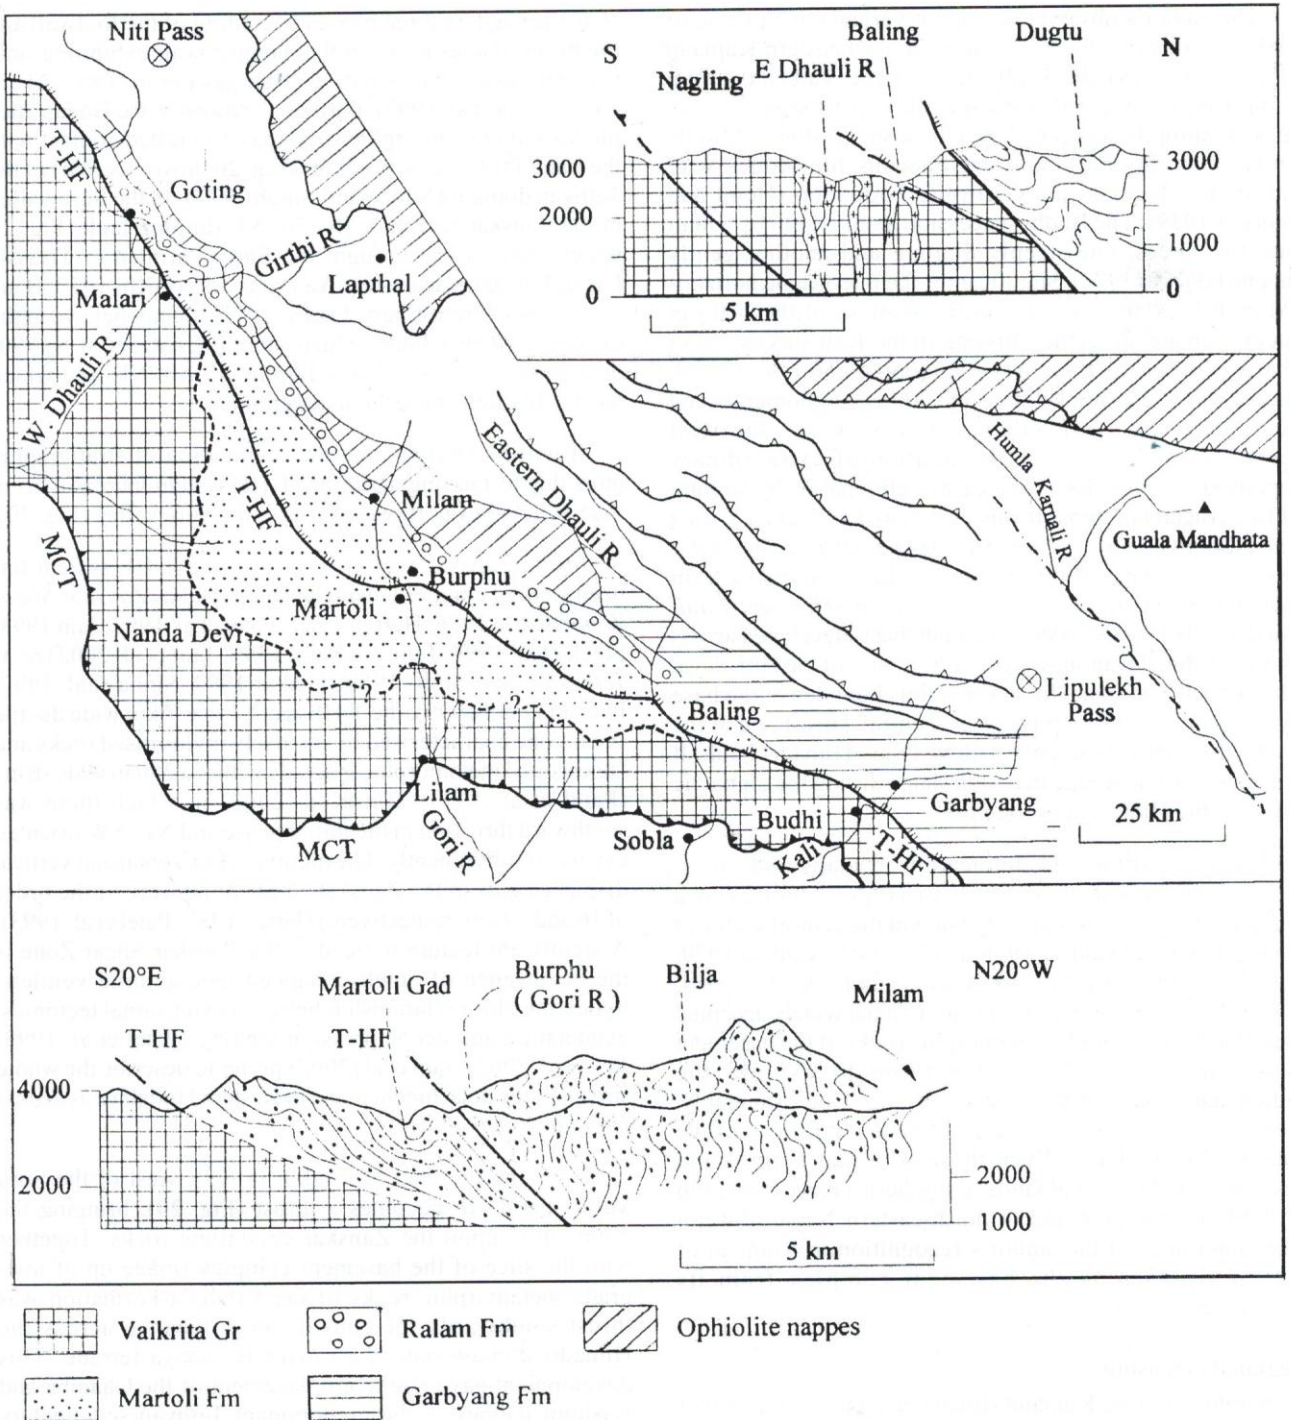 Niti Pass
T-HF
Goting
Girthi R
Lapthal
Malari
W Dhauli R
S
Nagling
E Dhauli R
Baling
Dugtu
N
3000
2000
0
3000
1000
0
5 km
Eastern Dhauli R
Humla Karnali R
Guala Mandhata
T-HF
Milam
MCT
Burphu
Martoli
Nanda Devi
?
?
Baling
Lipulekh
Pass
Lilam
Garbyang
25 km
MCT
Gori R
Sobla
Budhi
Kali
T-HF
S20°E
N20°W
Martoli Gad
Burphu
( Gori R )
Bilja
Milam
T-HF
T-HF
4000
2000
2000
1000
5 km
Vaikrita Gr
Ralam Fm
Ophiolite nappes
Martoli Fm
Garbyang Fm